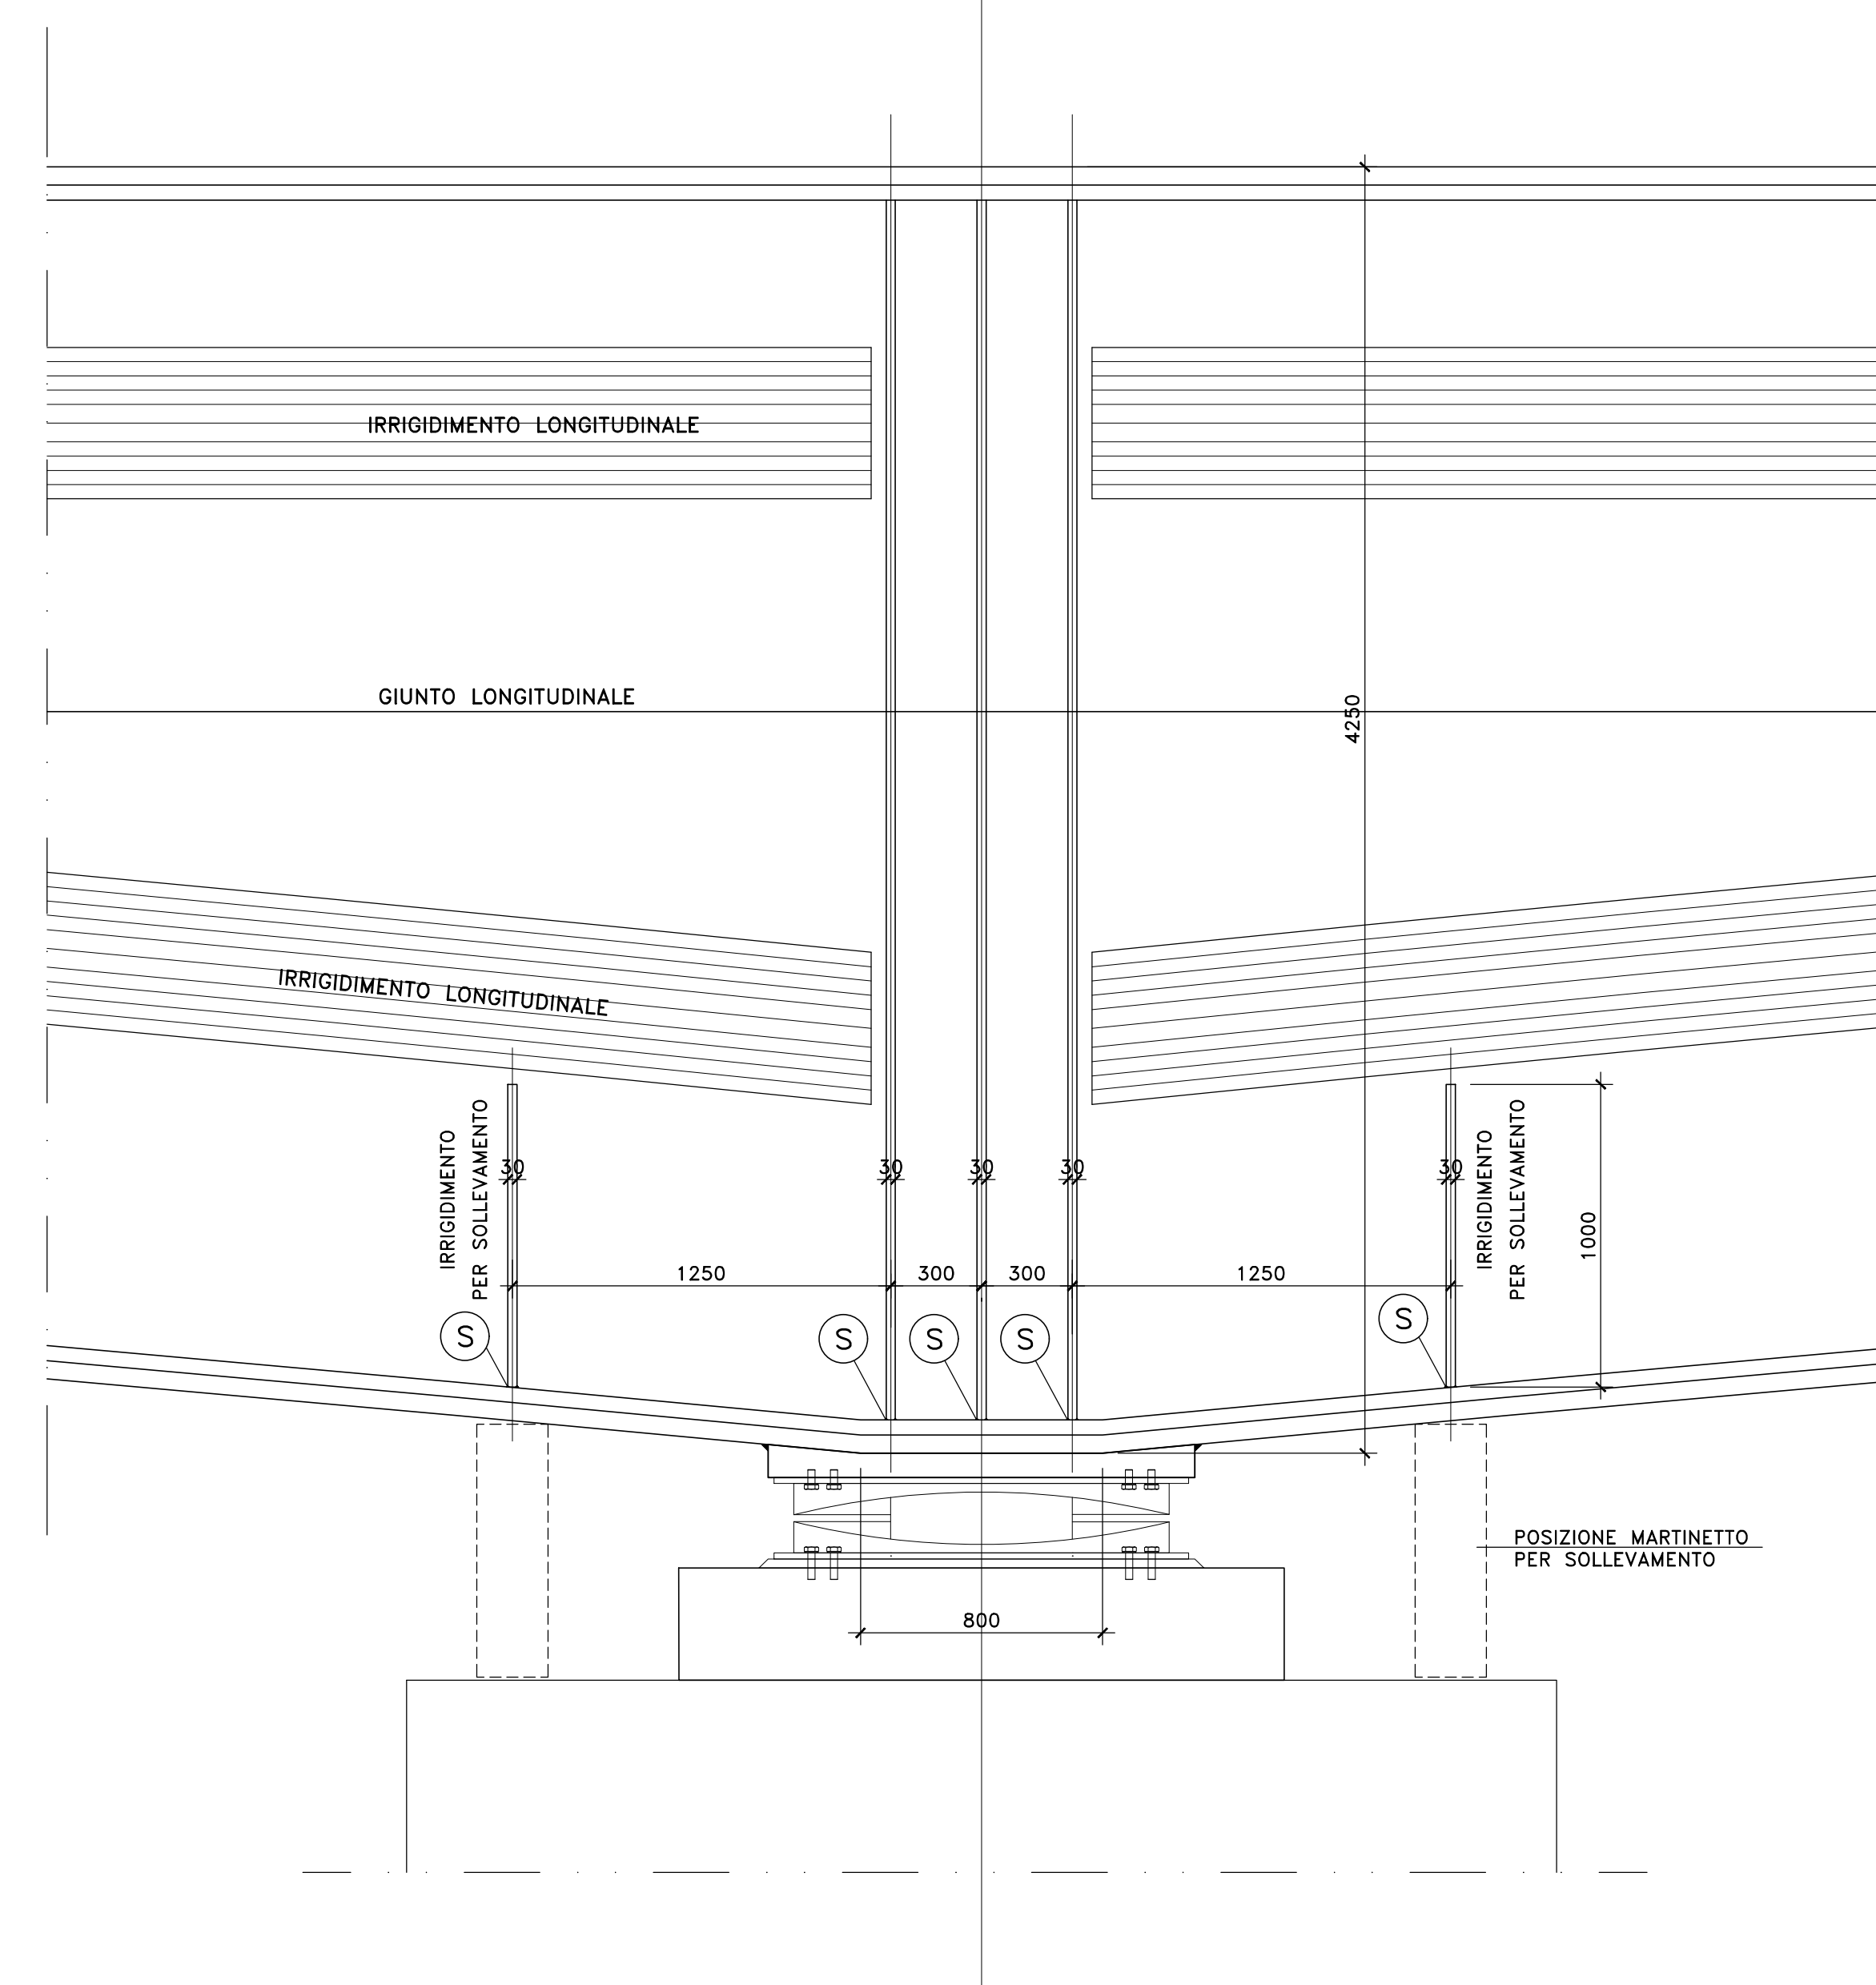 IRRIGIDIMENTO LONGITUDINALE
GIUNTO LONGITUDINALE
4250
IRRIGIDIMENTO LONGITUDINALE
IRRIGIDIMENTO
PER SOLLEVAMENTO
30
30
30
30
30
IRRIGIDIMENTO
PER SOLLEVAMENTO
1000
1250
300
300
1250
S
S
S
S
S
POSIZIONE MARTINETTO
PER SOLLEVAMENTO
800